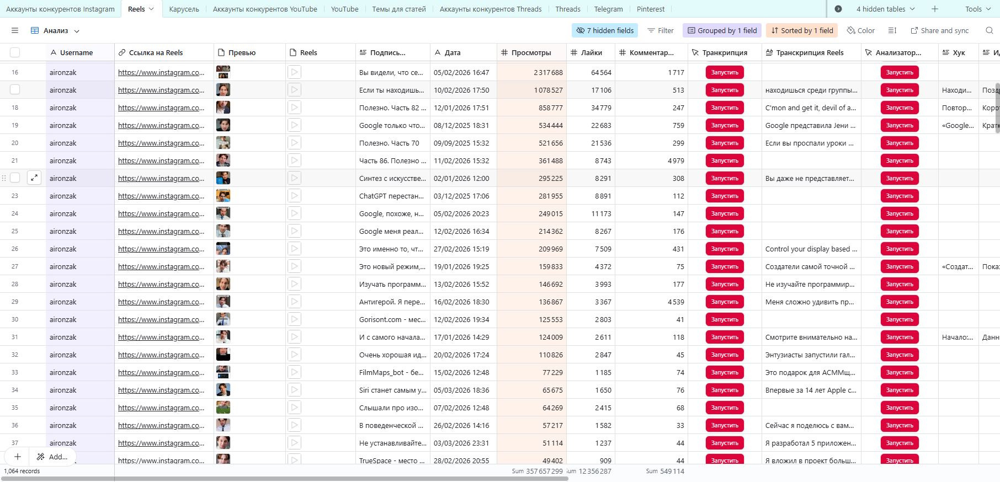 Аккаунты конкурентов Instagram Reels Карусель Аккаунты конкурентов YouTube YouTube Темы для статей Аккаунты конкурентов Threads Threads Telegram Pinterest 4 hidden tables Tools
Анализ 7 hidden fields Filter Grouped by 1 field Sorted by 1 field Color Share and sync
Username Ссылка на Reels Превью Reels Подпись... Дата Просмотры Лайки Комментар... Транкрипция Транскрипция Reels Анализатор... Хук
16 aironzak https://www.instagram.co... Вы видели, что се... 05/02/2026 16:47 2 317 688 64 564 1 717 Запустить Запустить
aironzak https://www.instagram.co... Если ты находишь... 10/02/2026 17:50 1 078 527 17 106 513 Запустить находишься среди группы... Запустить Находи... Позд
18 aironzak https://www.instagram.co... Полезно. Часть 82 ... 12/01/2026 17:51 858 777 34 779 247 Запустить C'mon and get it, devil of a... Запустить Повтор... Корот
19 aironzak https://www.instagram.co... Google только что... 08/12/2025 18:31 534 444 22 683 759 Запустить Google представила Јени ... Запустить «Google... Кратк
20 aironzak https://www.instagram.co... Полезно. Часть 70 09/09/2025 15:32 521 656 21 536 299 Запустить Если вы проспали уроки ... Запустить
21 aironzak https://www.instagram.co... Часть 86. Полезно ... 11/02/2026 15:32 361 488 8 743 4 979 Запустить Запустить
aironzak https://www.instagram.co... Синтез с искусстве... 02/01/2026 12:00 295 225 8 291 308 Запустить Вы даже не представляет... Запустить
23 aironzak https://www.instagram.co... ChatGPT перестан... 03/12/2025 17:06 281 955 8 891 112 Запустить Запустить
24 aironzak https://www.instagram.co... Google, похоже, н... 05/02/2026 20:23 249 015 11 173 147 Запустить Запустить
25 aironzak https://www.instagram.co... Google меня реал... 12/02/2026 16:34 214 362 8 267 176 Запустить Запустить
26 aironzak https://www.instagram.co... Это именно то, чт... 27/02/2026 15:19 209 969 7 509 431 Запустить Control your display based ... Запустить
27 aironzak https://www.instagram.co... Это новый режим,... 19/01/2026 19:25 159 833 4 372 75 Запустить Создатели самой точной ... Запустить «Создат... Показ
28 aironzak https://www.instagram.co... Изучать программ... 13/02/2026 15:52 146 692 3 993 177 Запустить Не изучайте программир... Запустить
29 aironzak https://www.instagram.co... Антигерой. Я пере... 16/02/2026 18:30 136 867 3 367 4 539 Запустить Меня сложно удивить пр... Запустить
30 aironzak https://www.instagram.co... Gorisont.com - мес... 12/02/2026 19:34 125 553 2 803 41 Запустить Запустить
31 aironzak https://www.instagram.co... И с самого начала... 17/01/2026 14:29 124 009 2 611 118 Запустить Смотрите внимательно на... Запустить Начало:... Данн
32 aironzak https://www.instagram.co... Очень хорошая ид... 20/02/2026 17:24 110 826 2 847 45 Запустить Энтузиасты запустили гал... Запустить
33 aironzak https://www.instagram.co... FilmMaps_bot - бе... 15/02/2026 12:48 77 229 1 185 74 Запустить Это подарок для АСММщ... Запустить
34 aironzak https://www.instagram.co... Siri станет самым у... 05/03/2026 18:36 65 675 1 650 76 Запустить Впервые за 14 лет Apple с... Запустить
35 aironzak https://www.instagram.co... Слышали про изо... 07/02/2026 12:48 64 269 2 415 68 Запустить Запустить
36 aironzak https://www.instagram.co... В поведенческой ... 26/02/2026 14:16 57 217 1 582 33 Запустить Сейчас я поделюсь с вам... Запустить
37 aironzak https://www.instagram.co... Не устанавливайте... 03/03/2026 23:31 51 114 1 237 44 Запустить Я разработал 5 приложен... Запустить
Add... zak https://www.instagram.co... TrueSpace - место ... 28/02/2026 20:55 49 402 909 44 Запустить Я вложил в проект больш... Запустить
1,064 records Sum 357 657 299 Sum 12 356 287 Sum 549 114